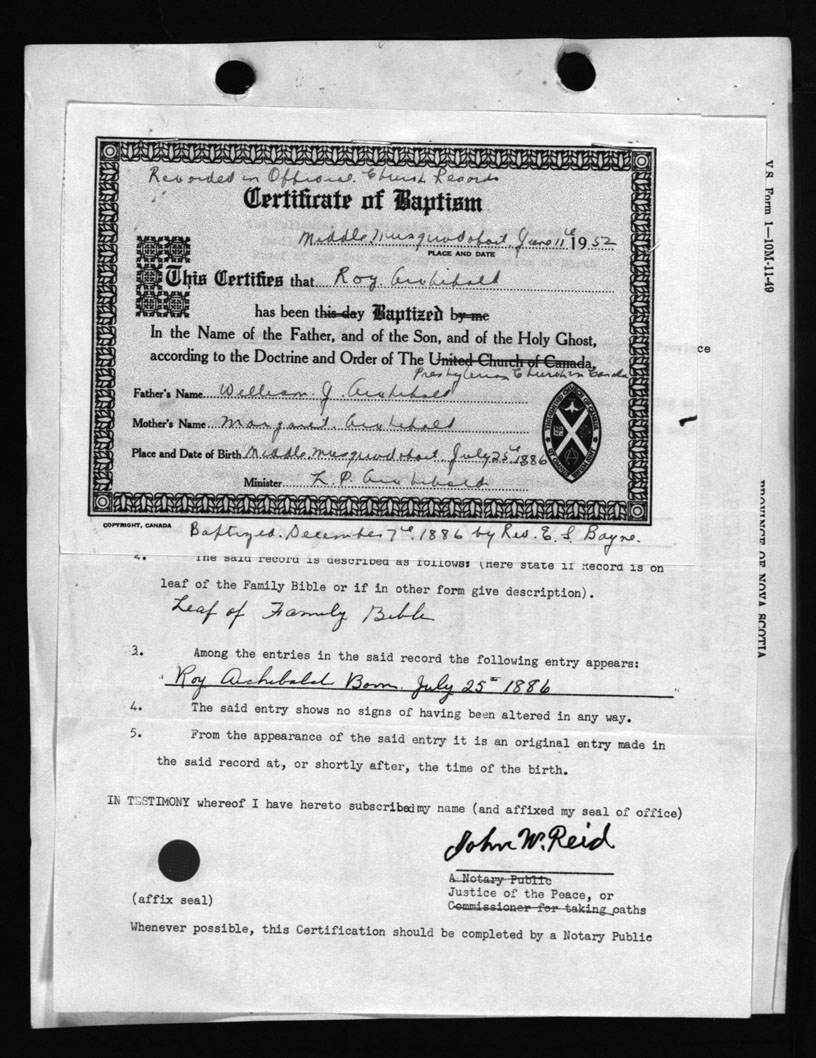 Recorded in Official Church Records
Certificate of Baptism
Middle Musquodoboit June 11th 1952
PLACE AND DATE
This Certifies that Roy Archibald
has been this day Baptized by me
In the Name of the Father, and of the Son, and of the Holy Ghost,
according to the Doctrine and Order of The United Church of Canada,
Presbyterian Church in Canada
Father's Name William J. Archibald
Mother's Name Margaret Archibald
Place and Date of Birth Middle Musquodoboit July 25th 1886
Minister L. P. Archibald
COPYRIGHT, CANADA
Baptized December 7th 1886 by Rev. E. S. Bayne.
V.S. Form 1—10M-11-49
ce
PROVINCE OF NOVA SCOTIA
2. The said record is described as follows: (Here state if Record is on
leaf of the Family Bible or if in other form give description).
Leaf of Family Bible
3. Among the entries in the said record the following entry appears:
Roy Archibald Born July 25th 1886
4. The said entry shows no signs of having been altered in any way.
5. From the appearance of the said entry it is an original entry made in
the said record at, or shortly after, the time of the birth.
IN TESTIMONY whereof I have hereto subscribed my name (and affixed my seal of office)
John W. Reid
A Notary Public
Justice of the Peace, or
Commissioner for taking oaths
(affix seal)
Whenever possible, this Certification should be completed by a Notary Public